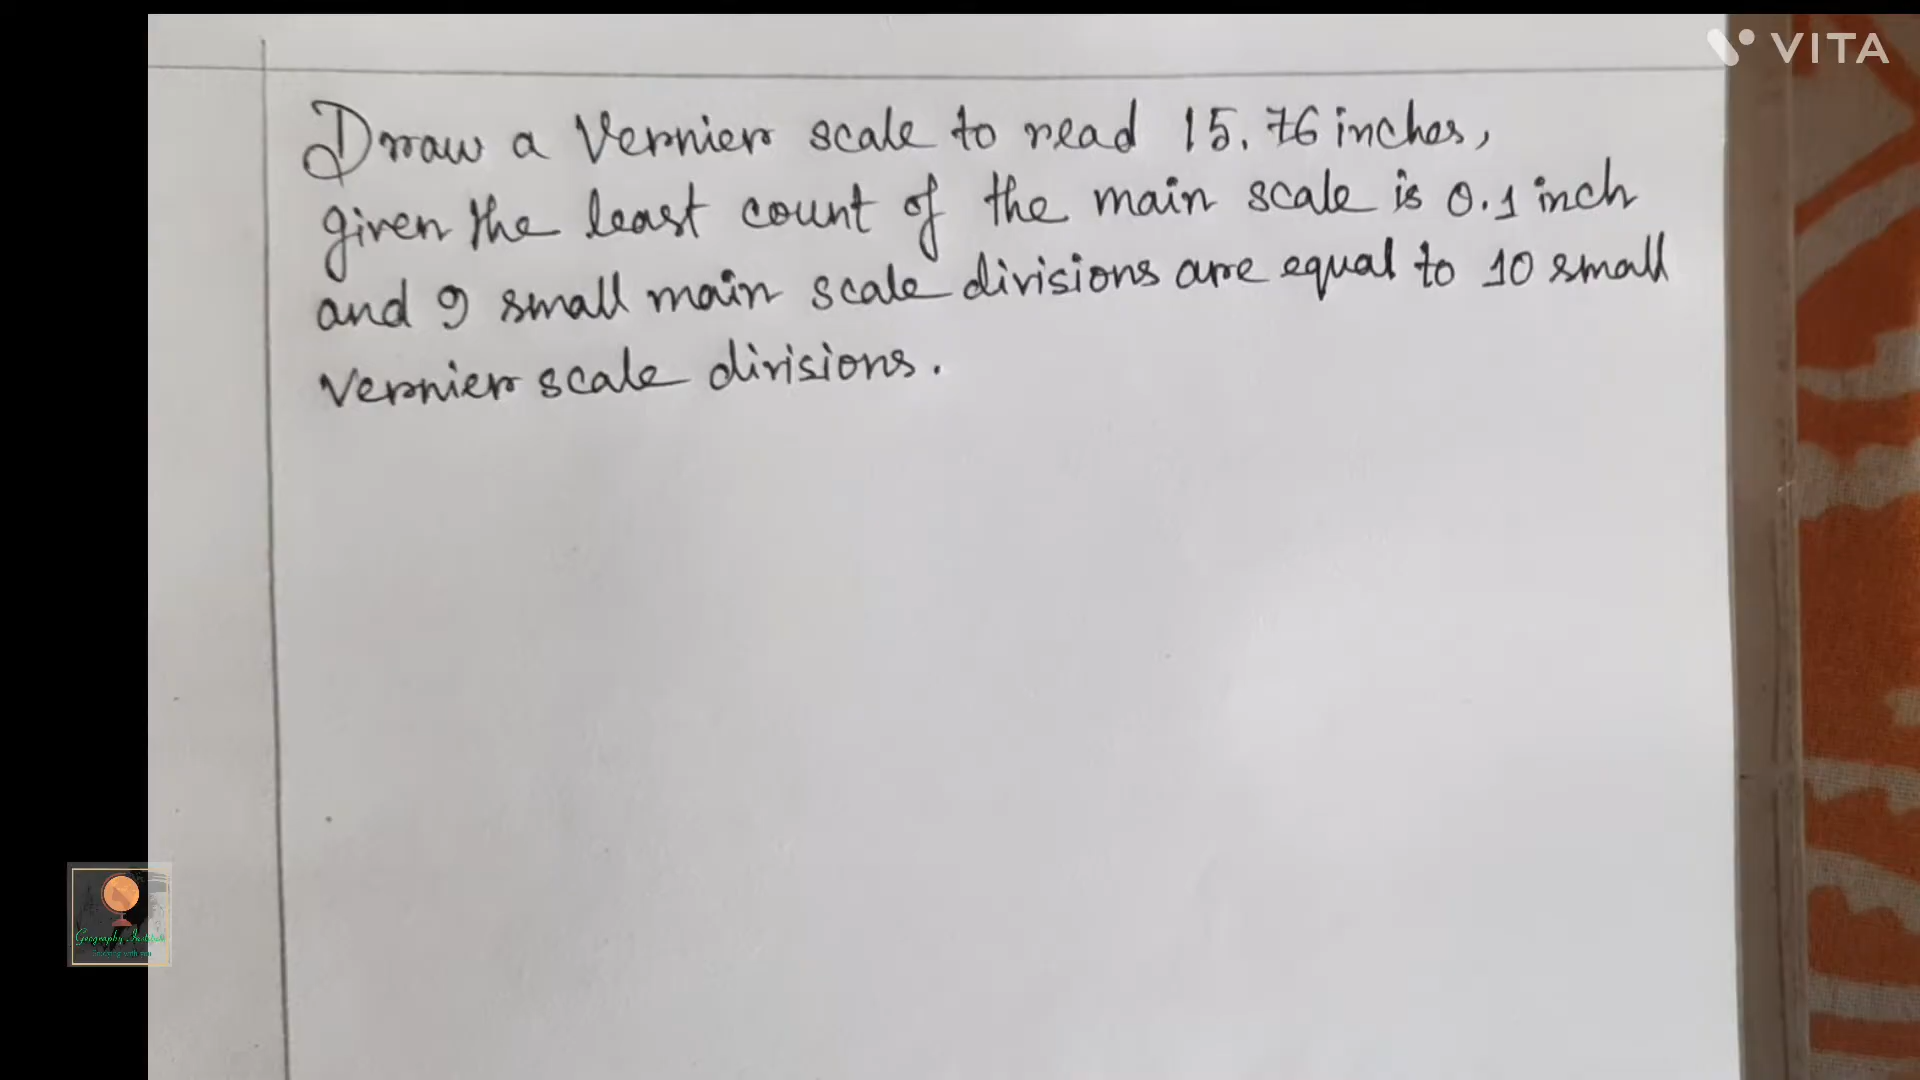 VITA
Draw a Vernier scale to read 15.76 inches,
given the least count of the main scale is 0.1 inch
and 9 small main scale divisions are equal to 10 small
Vernier scale divisions.
Geography